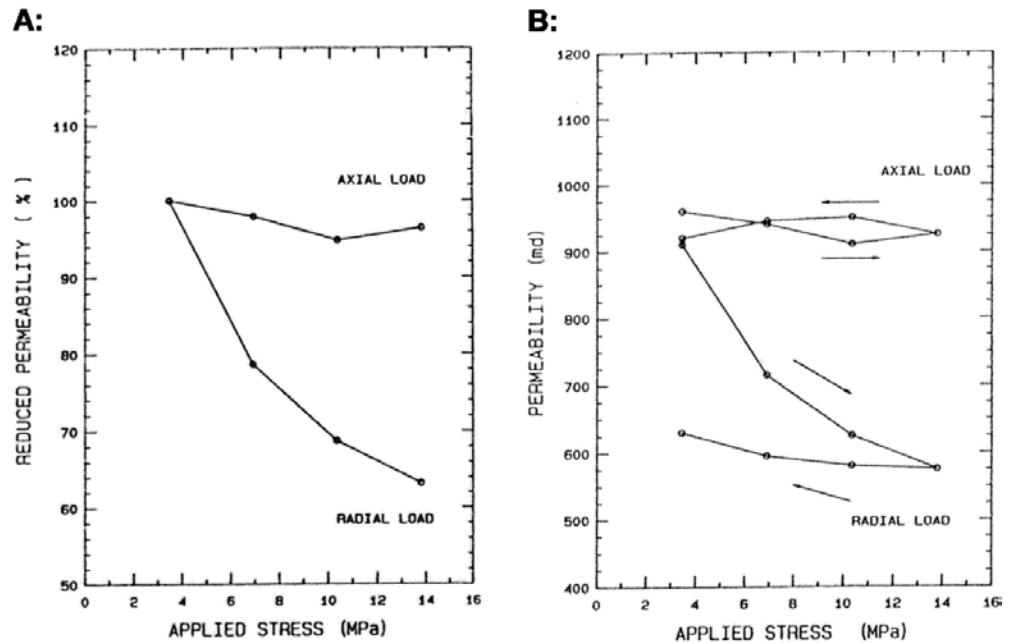 A:
120
110
100
90
80
70
60
50
REDUCED PERMEABILITY ( % )
AXIAL LOAD
RADIAL LOAD
0 2 4 6 8 10 12 14 16
APPLIED STRESS (MPa)
B:
1200
1100
1000
900
800
700
600
500
400
PERMEABILITY (md)
AXIAL LOAD
RADIAL LOAD
0 2 4 6 8 10 12 14 16
APPLIED STRESS (MPa)